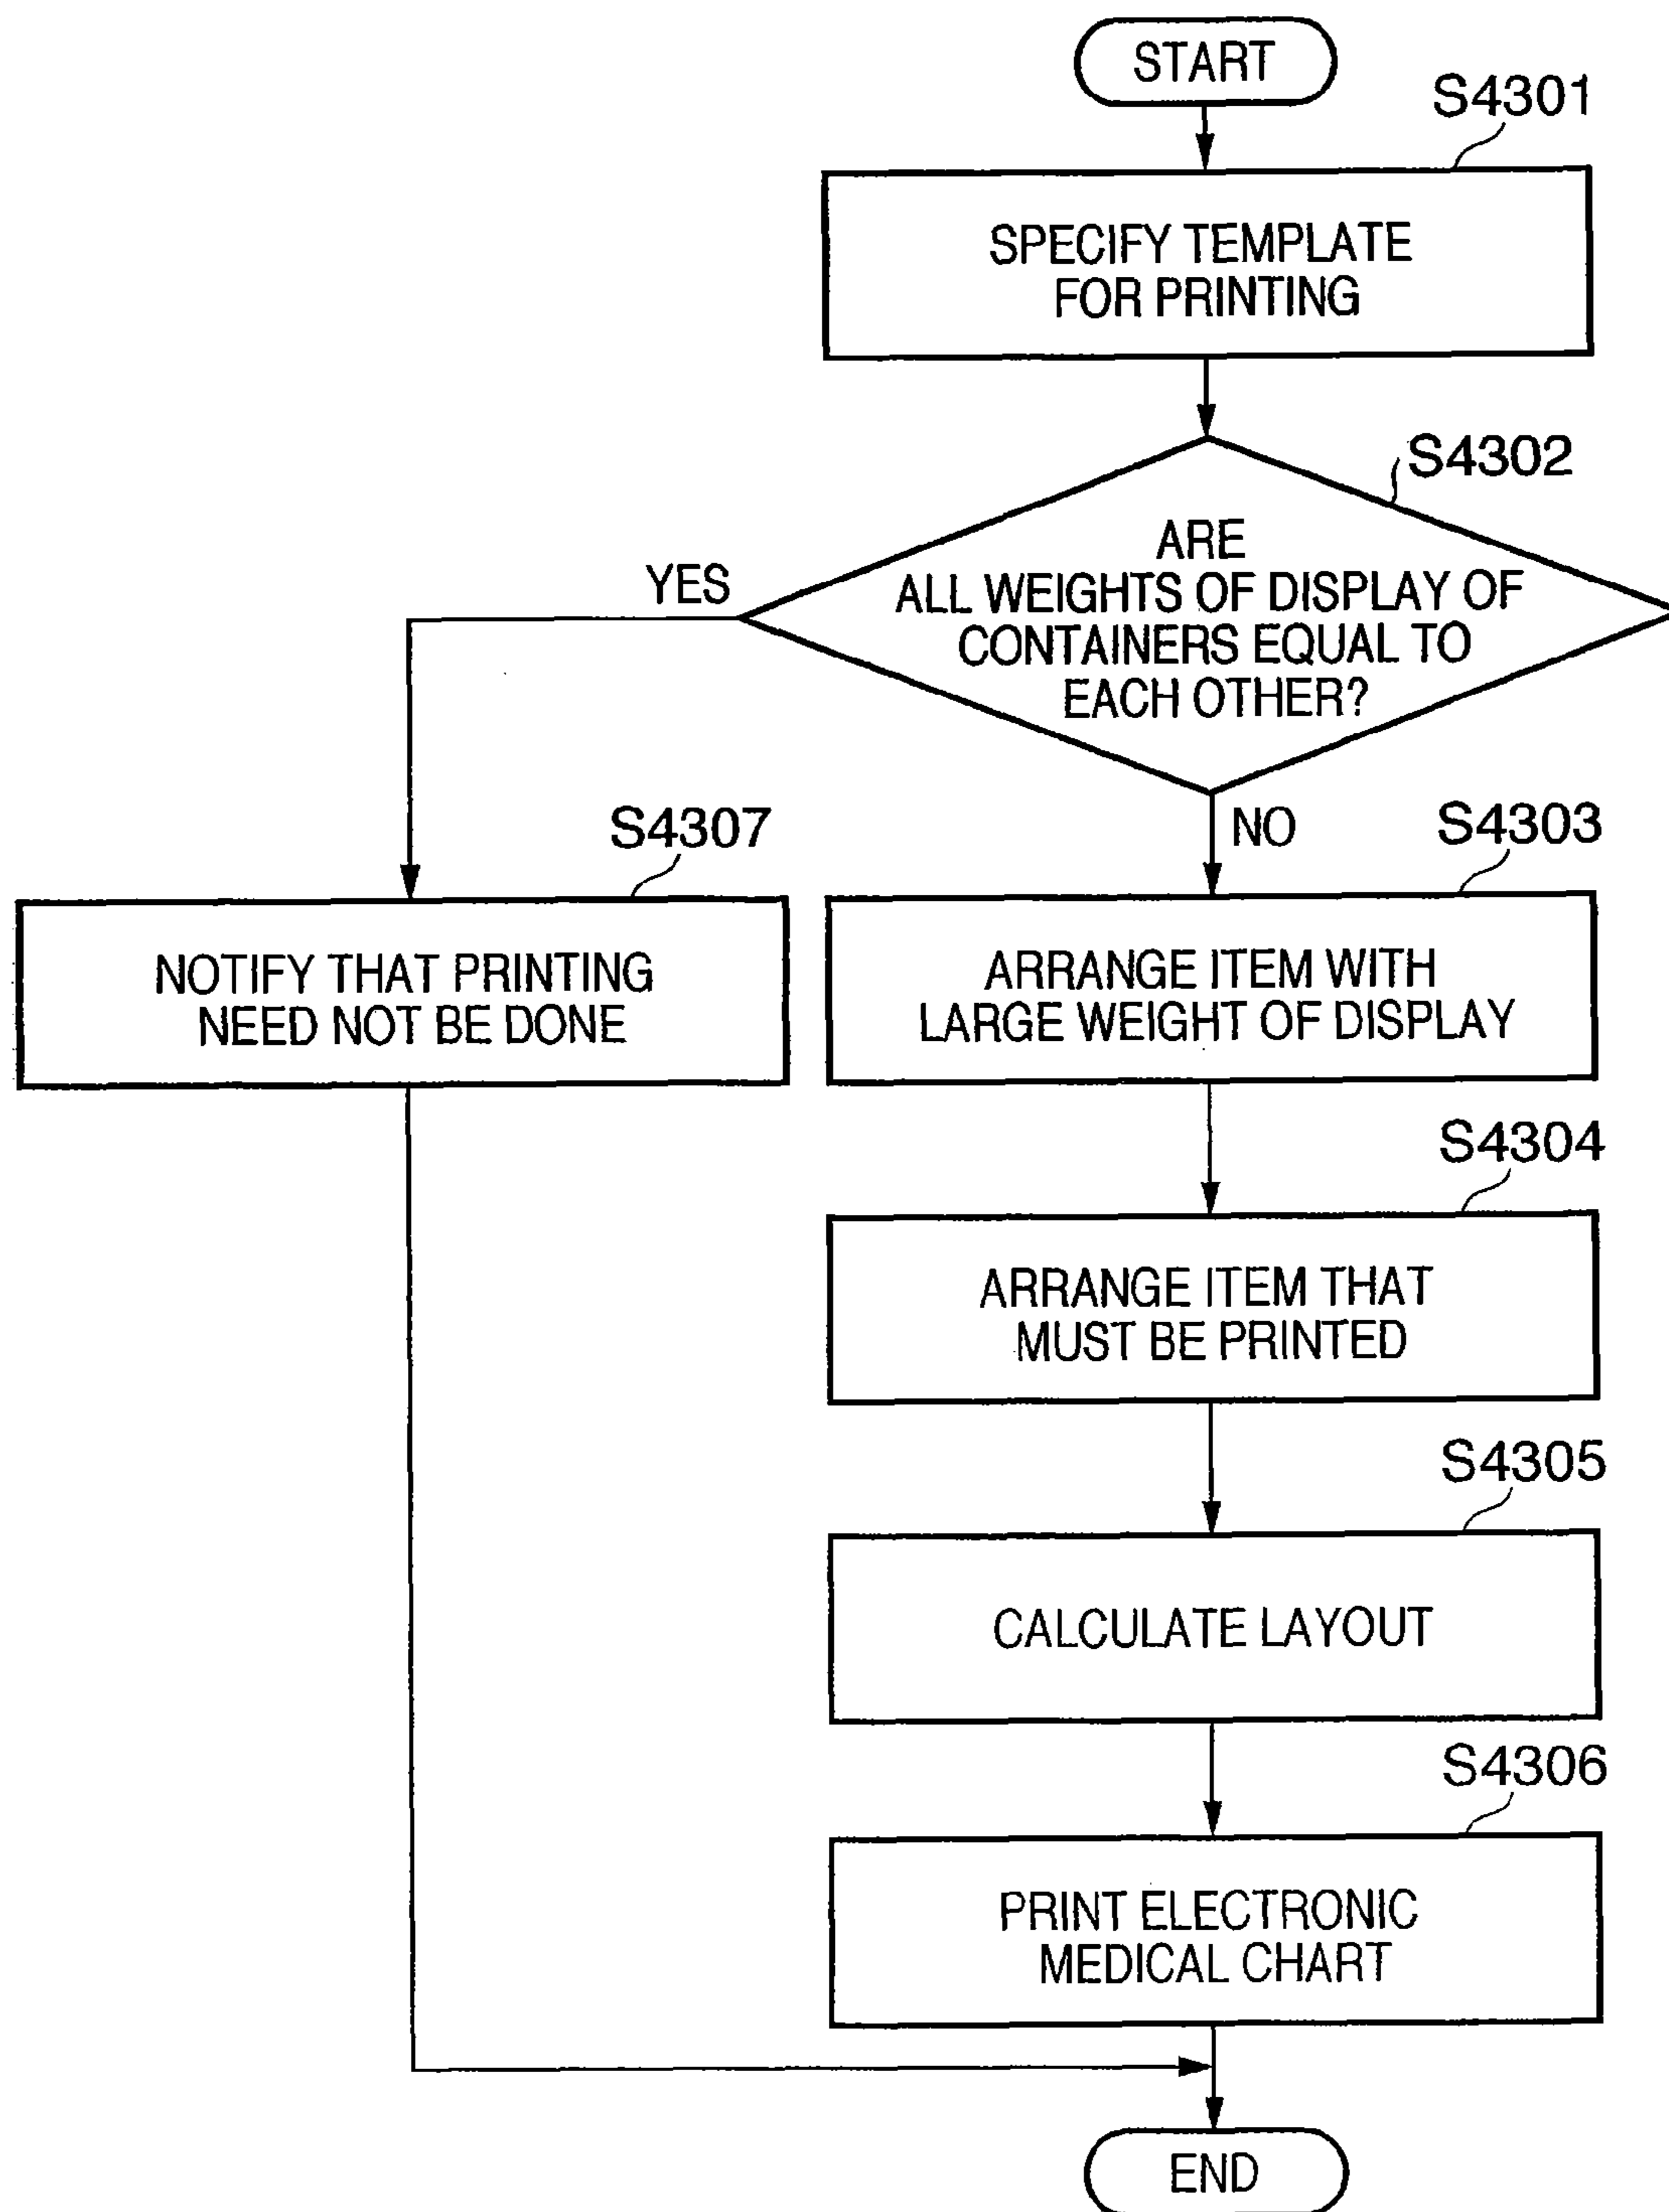 START
S4301
SPECIFY TEMPLATE
FOR PRINTING
S4302
ARE
ALL WEIGHTS OF DISPLAY OF
CONTAINERS EQUAL TO
EACH OTHER?
YES
NO
S4307
NOTIFY THAT PRINTING
NEED NOT BE DONE
S4303
ARRANGE ITEM WITH
LARGE WEIGHT OF DISPLAY
S4304
ARRANGE ITEM THAT
MUST BE PRINTED
S4305
CALCULATE LAYOUT
S4306
PRINT ELECTRONIC
MEDICAL CHART
END